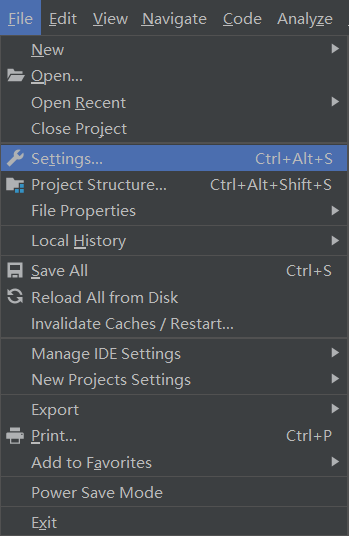 File Edit View Navigate Code Analyze
New
Open...
Open Recent
Close Project
Settings... Ctrl+Alt+S
Project Structure... Ctrl+Alt+Shift+S
File Properties
Local History
Save All Ctrl+S
Reload All from Disk
Invalidate Caches / Restart...
Manage IDE Settings
New Projects Settings
Export
Print... Ctrl+P
Add to Favorites
Power Save Mode
Exit